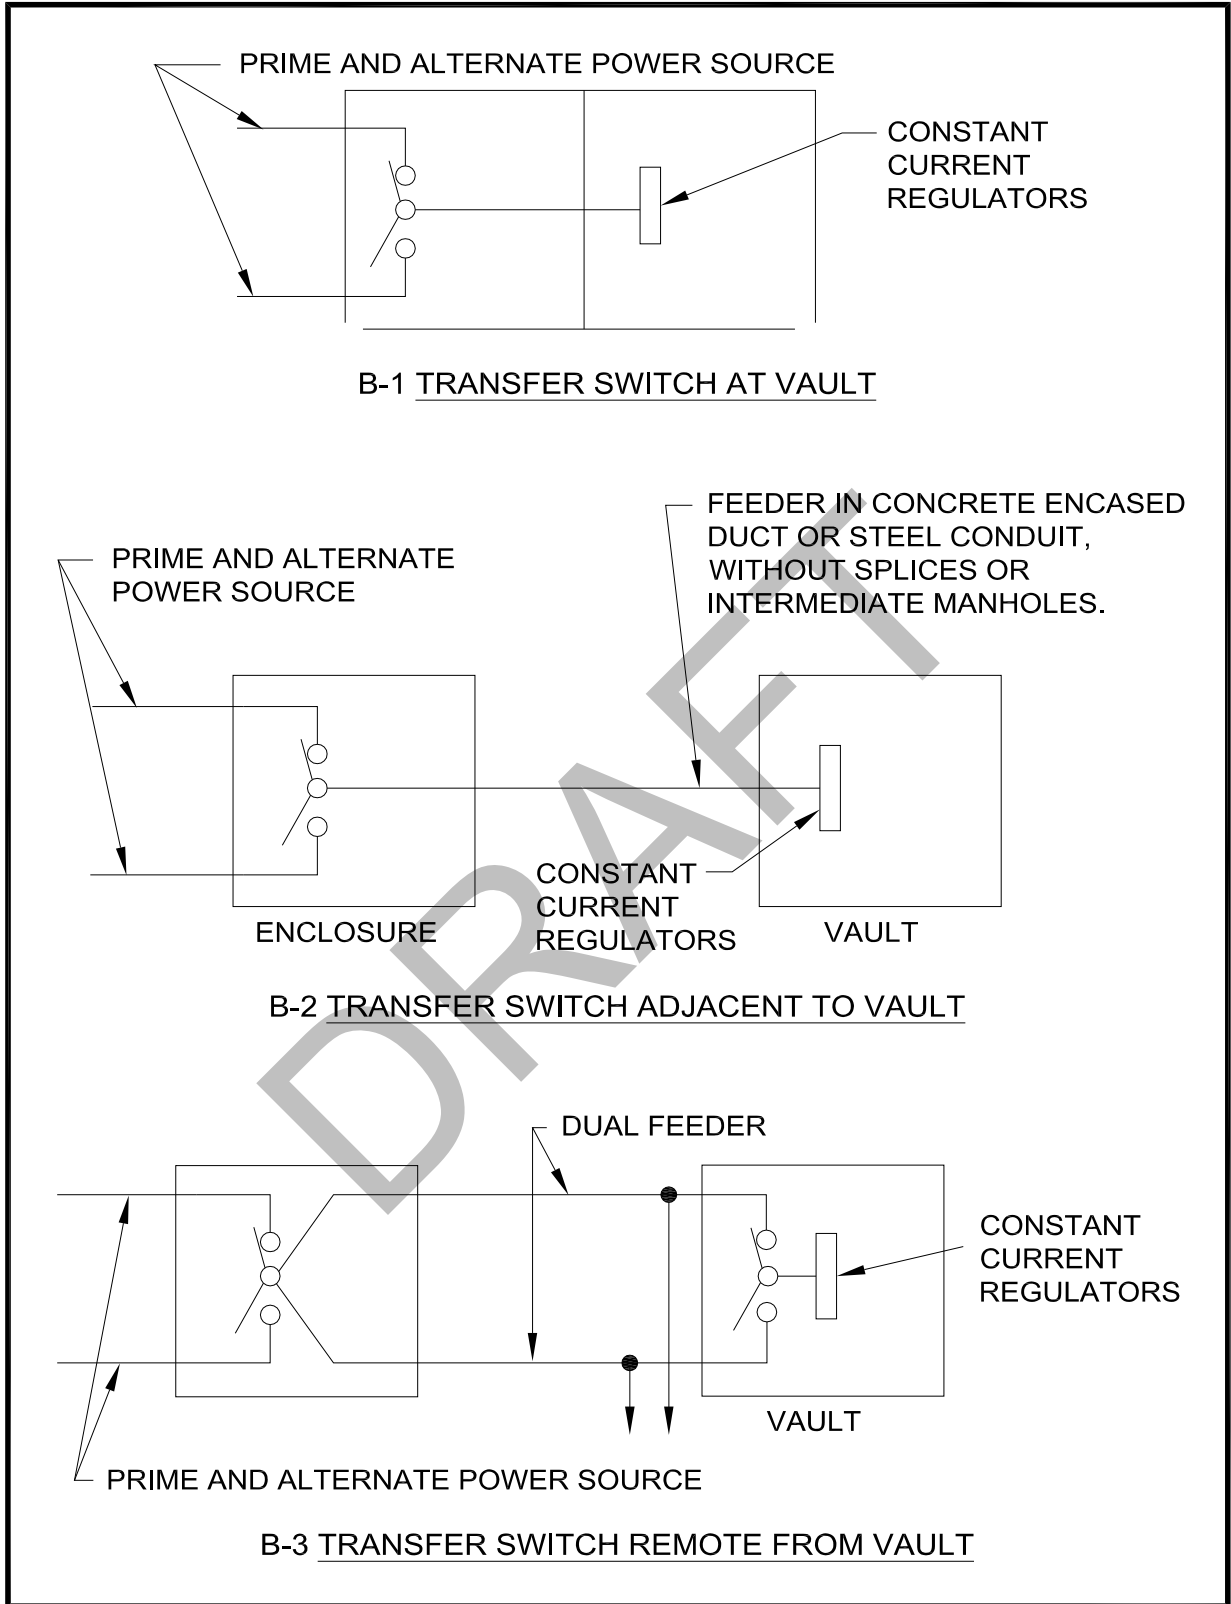 PRIME AND ALTERNATE POWER SOURCE
CONSTANT
CURRENT
REGULATORS
B-1 TRANSFER SWITCH AT VAULT
FEEDER IN CONCRETE ENCASED
DUCT OR STEEL CONDUIT,
WITHOUT SPLICES OR
INTERMEDIATE MANHOLES.
PRIME AND ALTERNATE
POWER SOURCE
CONSTANT
CURRENT
REGULATORS
ENCLOSURE
VAULT
B-2 TRANSFER SWITCH ADJACENT TO VAULT
DRAFT
DUAL FEEDER
CONSTANT
CURRENT
REGULATORS
VAULT
PRIME AND ALTERNATE POWER SOURCE
B-3 TRANSFER SWITCH REMOTE FROM VAULT